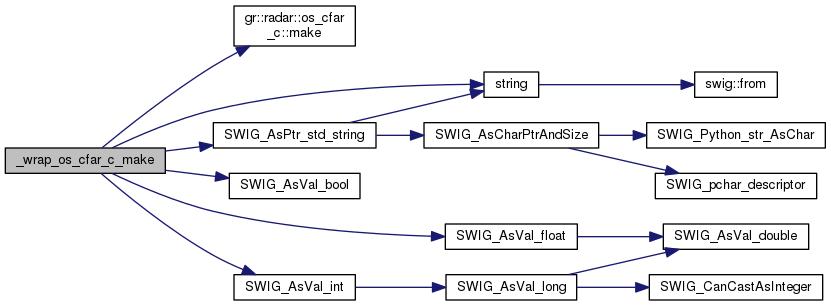 gr::radar::os_cfar
_c::make
string
swig::from
SWIG_AsPtr_std_string
SWIG_AsCharPtrAndSize
SWIG_Python_str_AsChar
_wrap_os_cfar_c_make
SWIG_AsVal_bool
SWIG_pchar_descriptor
SWIG_AsVal_float
SWIG_AsVal_double
SWIG_AsVal_int
SWIG_AsVal_long
SWIG_CanCastAsInteger